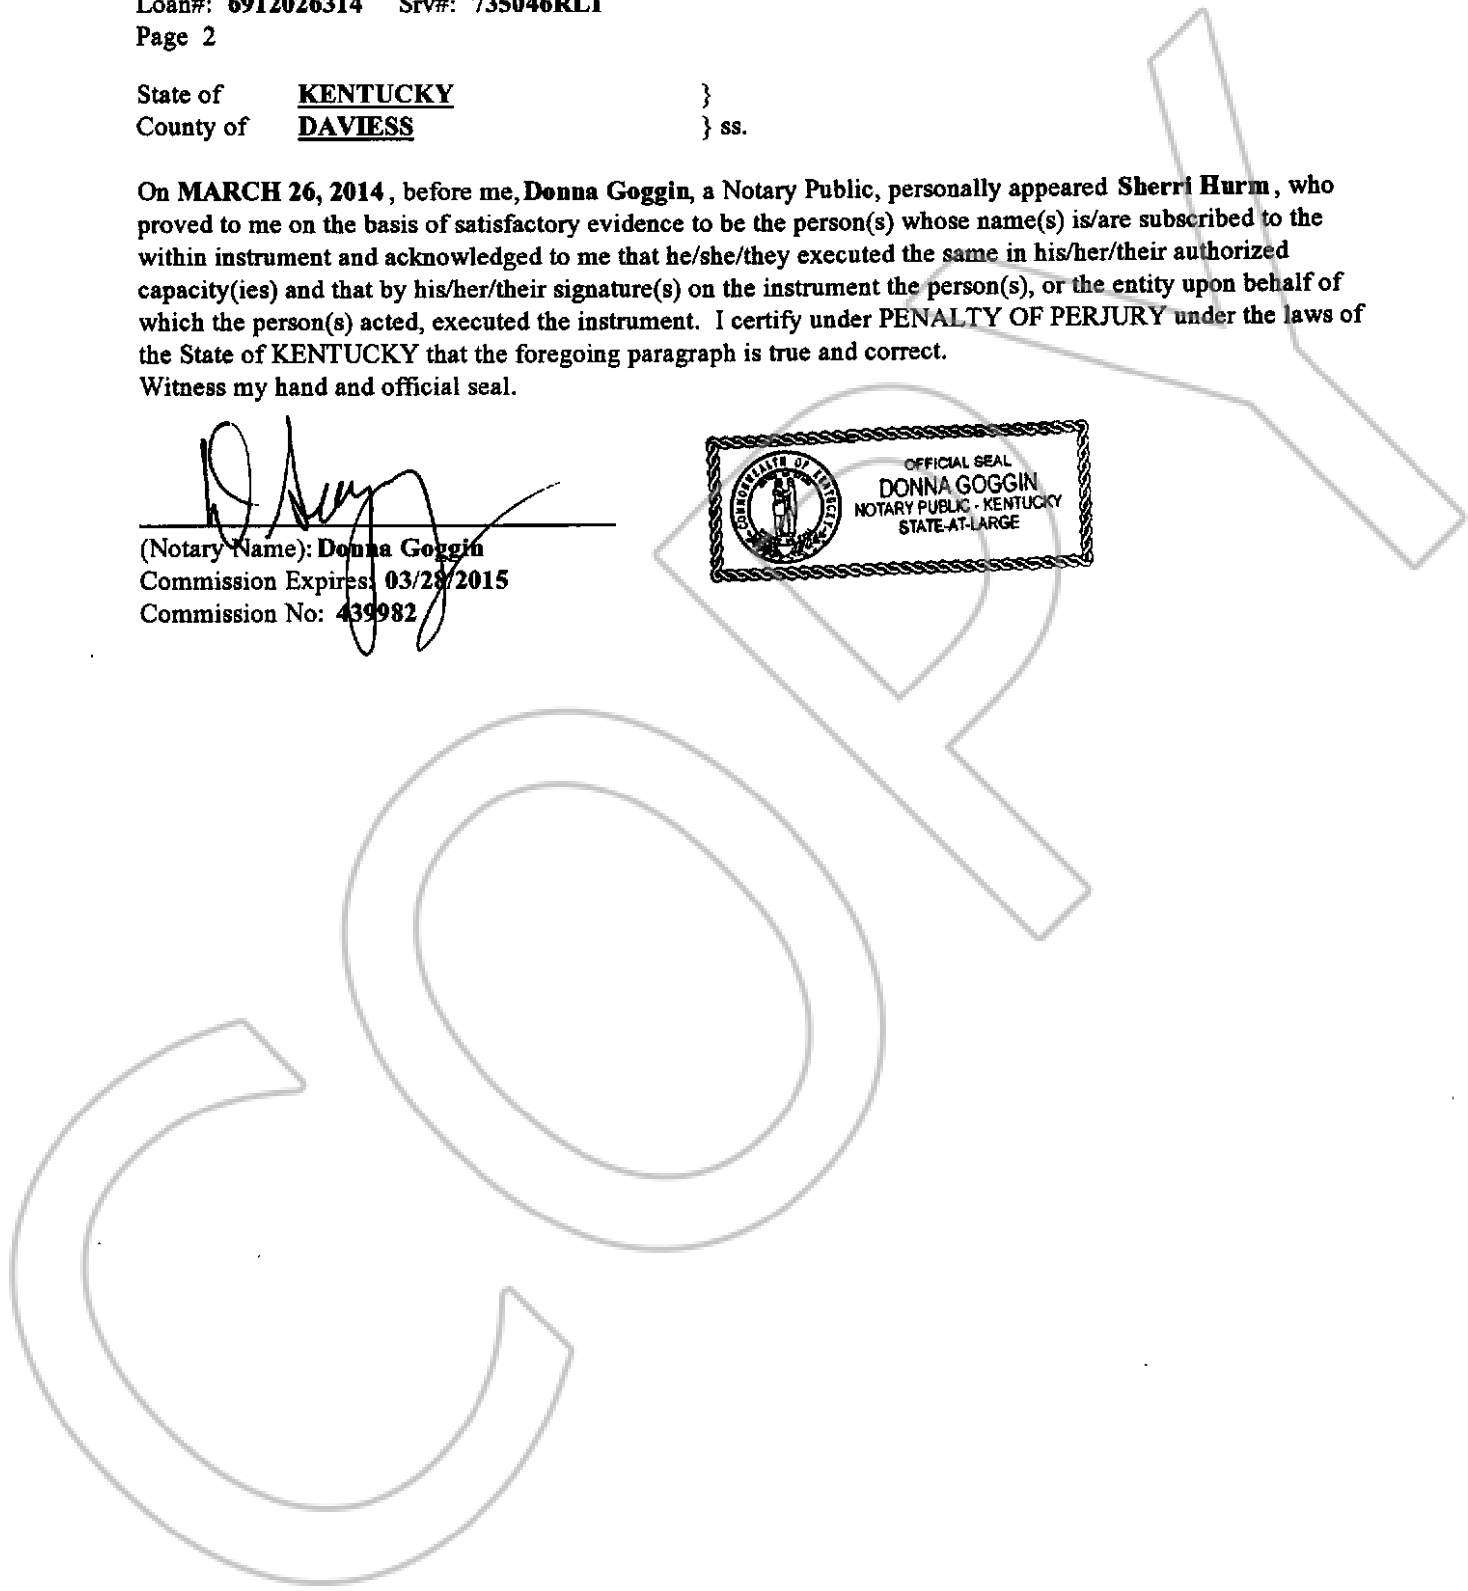 Loan#: 6912026314 Srv#: 735046RL1
Page 2
State of KENTUCKY }
County of DAVIESS } ss.
On MARCH 26, 2014, before me, Donna Goggin, a Notary Public, personally appeared Sherri Hurm, who
proved to me on the basis of satisfactory evidence to be the person(s) whose name(s) is/are subscribed to the
within instrument and acknowledged to me that he/she/they executed the same in his/her/their authorized
capacity(ies) and that by his/her/their signature(s) on the instrument the person(s), or the entity upon behalf of
which the person(s) acted, executed the instrument. I certify under PENALTY OF PERJURY under the laws of
the State of KENTUCKY that the foregoing paragraph is true and correct.
Witness my hand and official seal.
(Notary Name): Donna Goggin
Commission Expires: 03/28/2015
Commission No: 439982
COMMONWEALTH OF KENTUCKY
OFFICIAL SEAL
DONNA GOGGIN
NOTARY PUBLIC - KENTUCKY
STATE-AT-LARGE
COPY